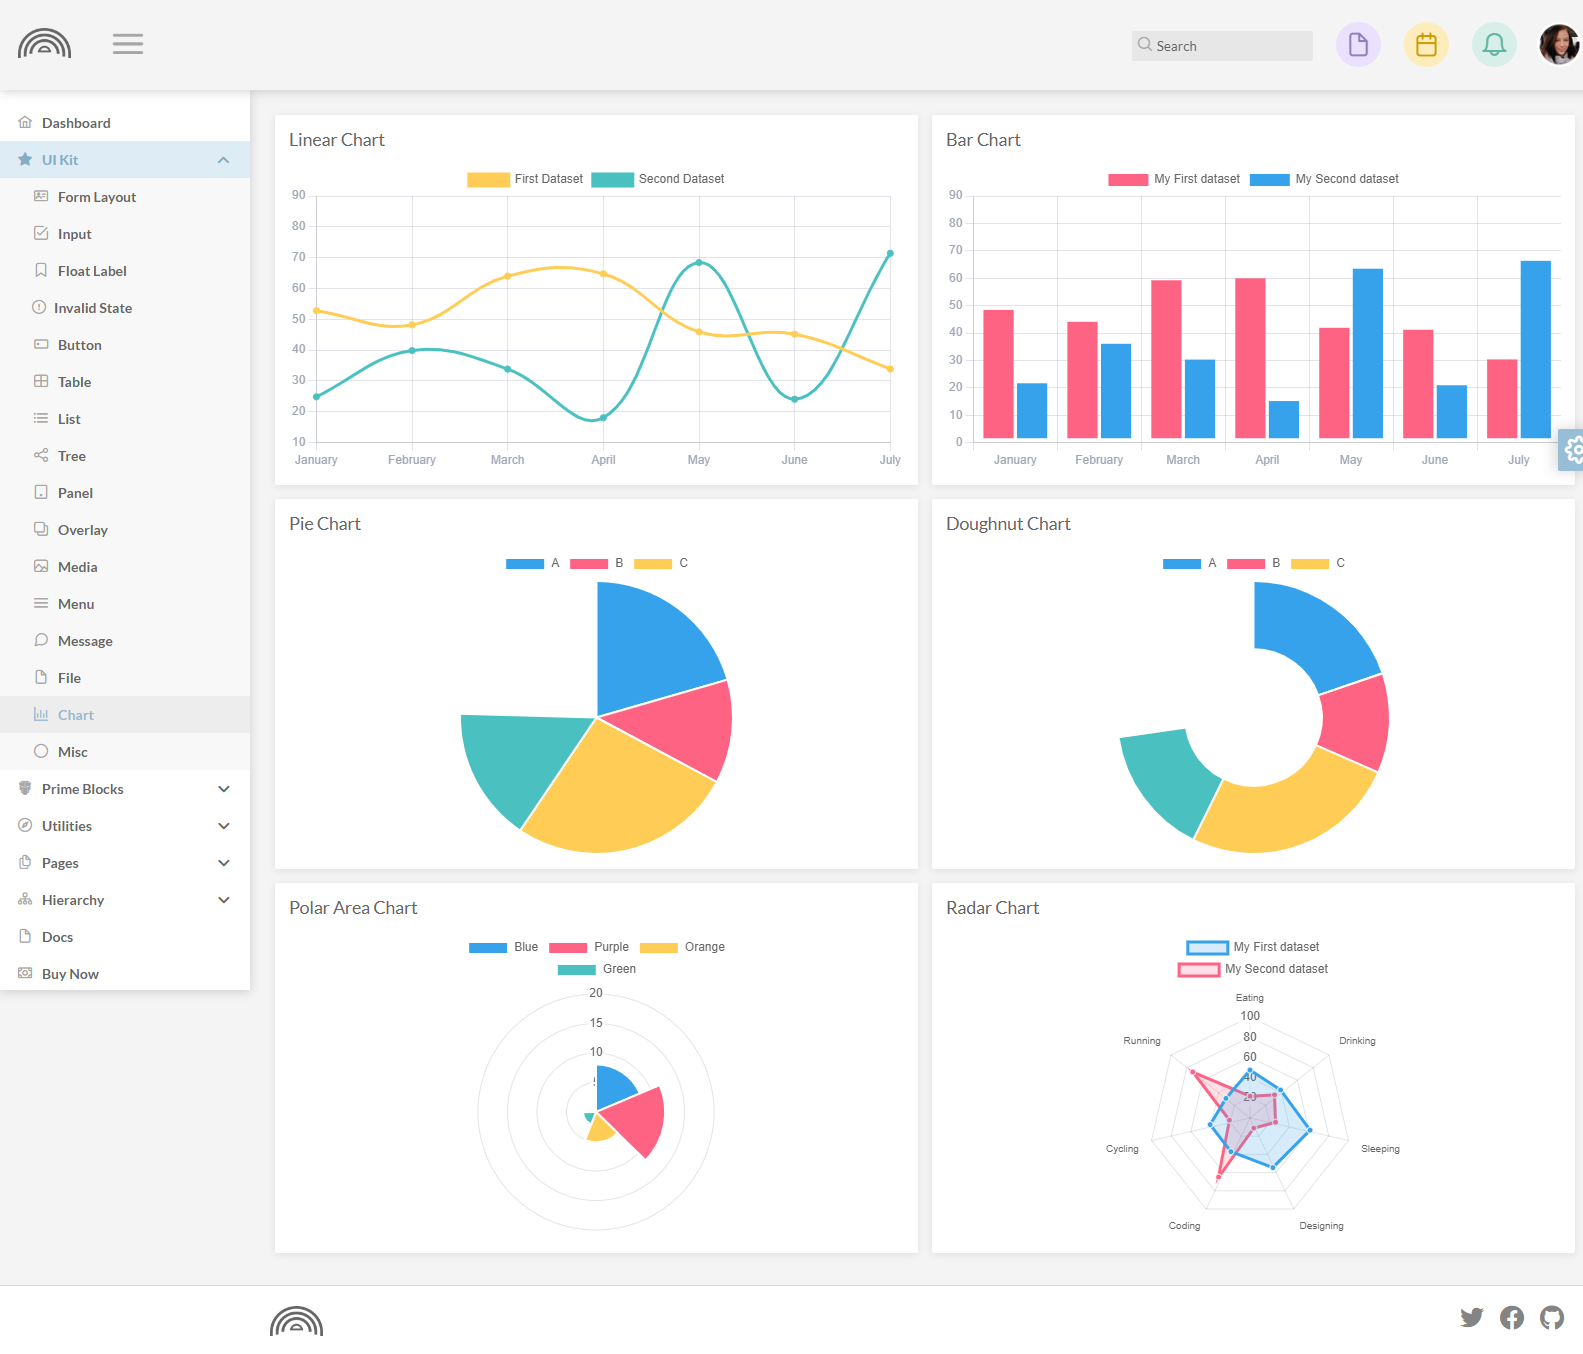 Search
Dashboard
UI Kit
Form Layout
Input
Float Label
Invalid State
Button
Table
List
Tree
Panel
Overlay
Media
Menu
Message
File
Chart
Misc
Prime Blocks
Utilities
Pages
Hierarchy
Docs
Buy Now
Linear Chart
First Dataset Second Dataset
90
80
70
60
50
40
30
20
10
January February March April May June July
Bar Chart
My First dataset My Second dataset
90
80
70
60
50
40
30
20
10
0
January February March April May June July
Pie Chart
A B C
Doughnut Chart
A B C
Polar Area Chart
Blue Purple Orange
Green
20
15
10
Radar Chart
My First dataset
My Second dataset
Eating
100
Running 80 Drinking
60
40
20
Cycling Sleeping
Coding Designing